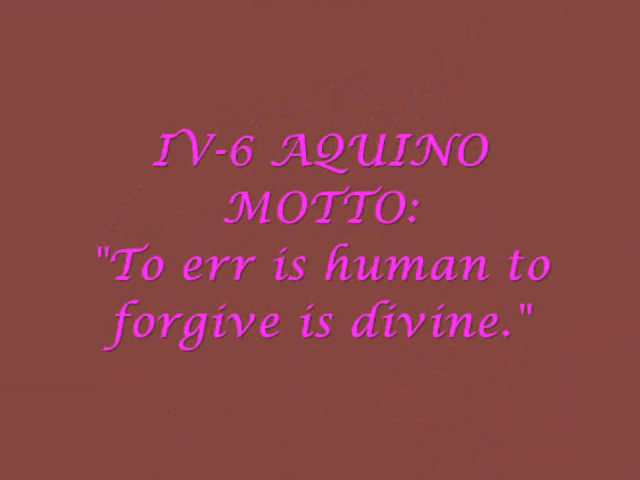 IV-6 AQUINO
MOTTO:
"To err is human to
forgive is divine."